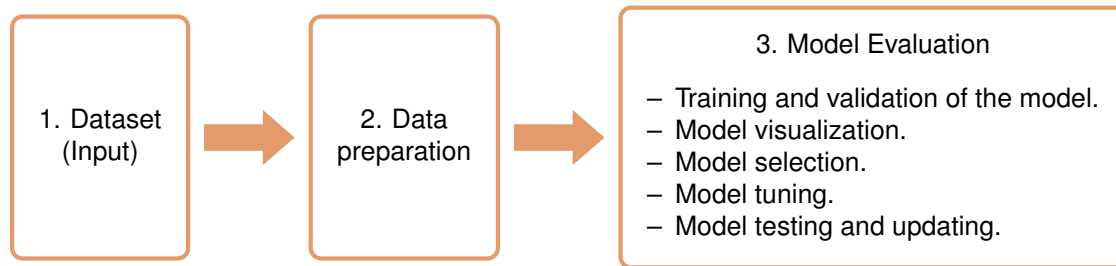 1. Dataset
(Input)
2. Data
preparation
3. Model Evaluation
– Training and validation of the model.
– Model visualization.
– Model selection.
– Model tuning.
– Model testing and updating.